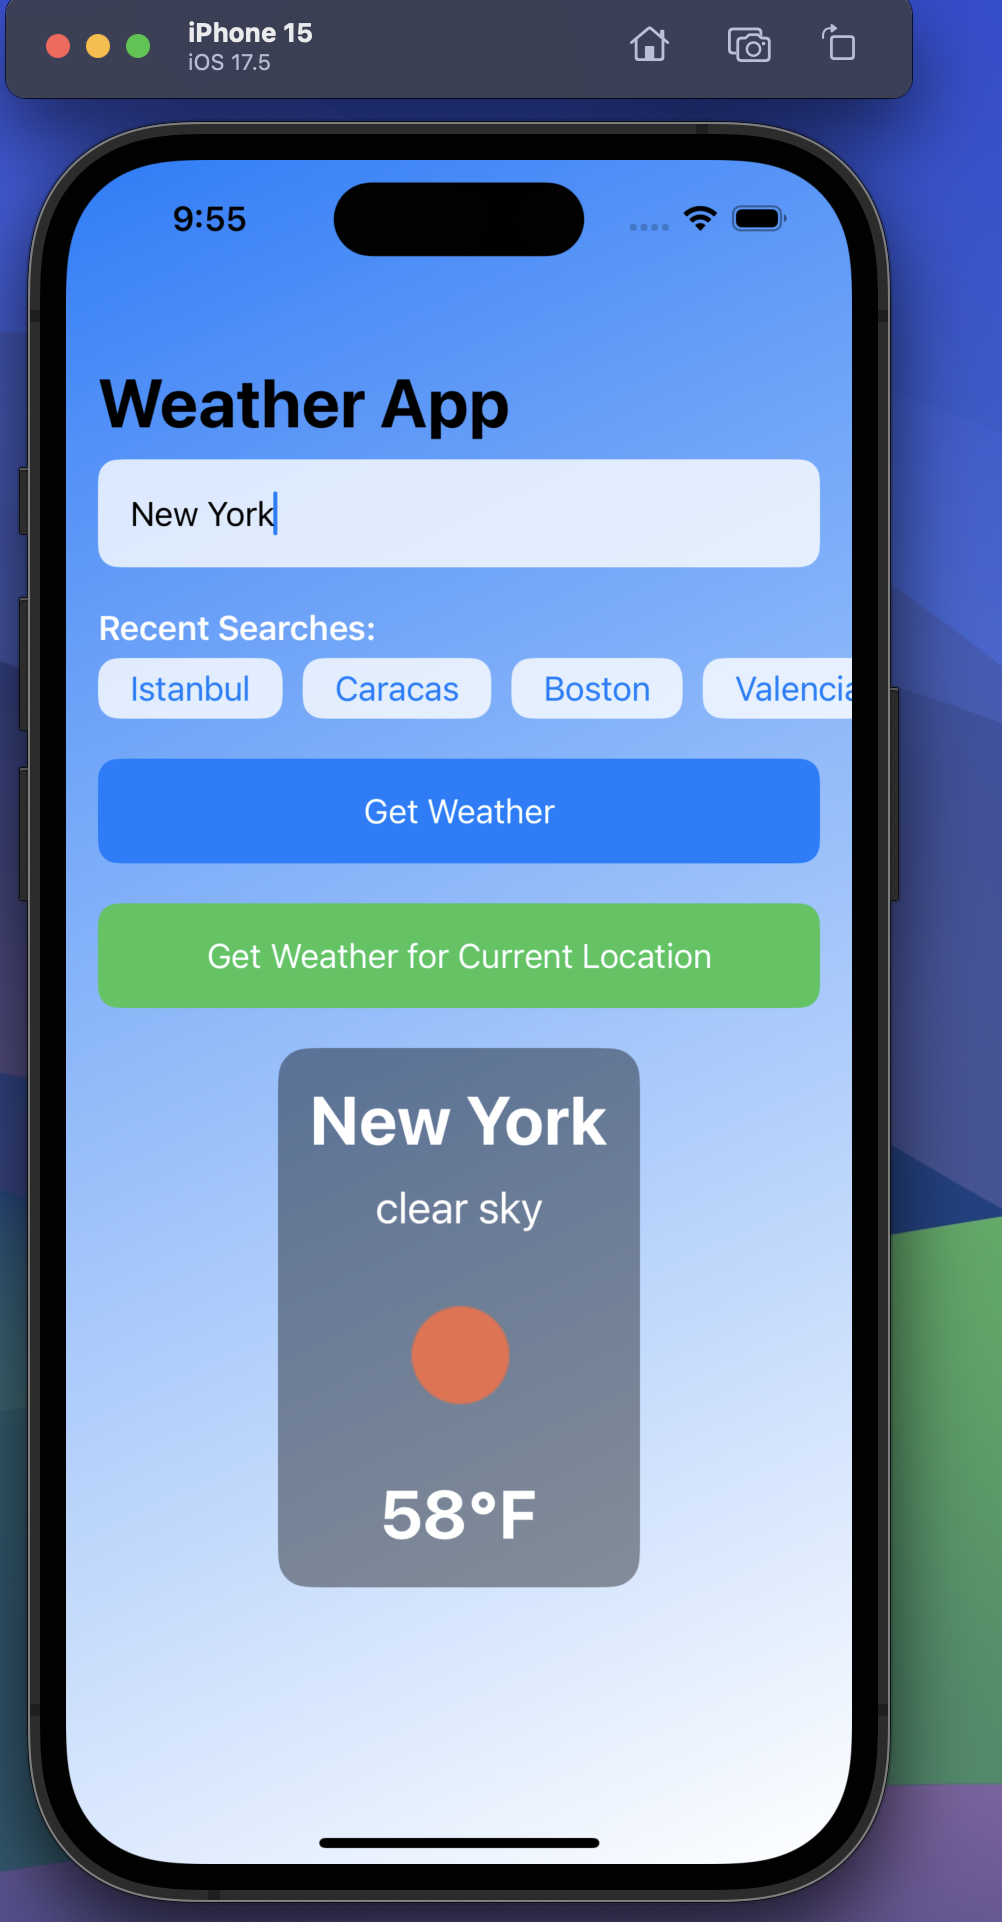 iPhone 15
iOS 17.5
9:55
Weather App
New York
Recent Searches:
Istanbul Caracas Boston Valencia
Get Weather
Get Weather for Current Location
New York
clear sky
58°F